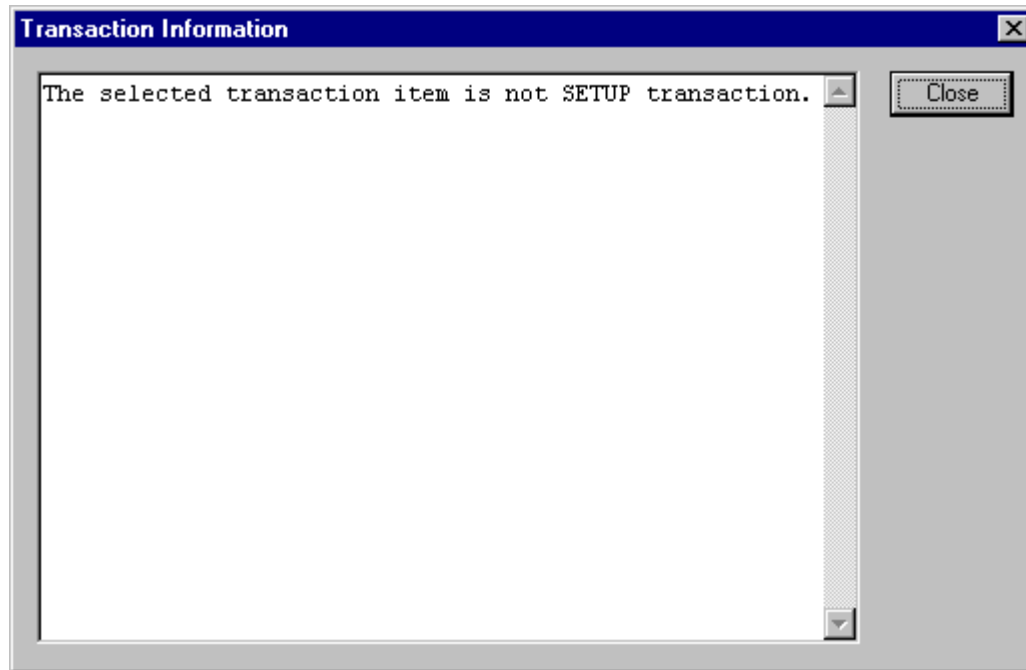 Transaction Information
The selected transaction item is not SETUP transaction.
Close